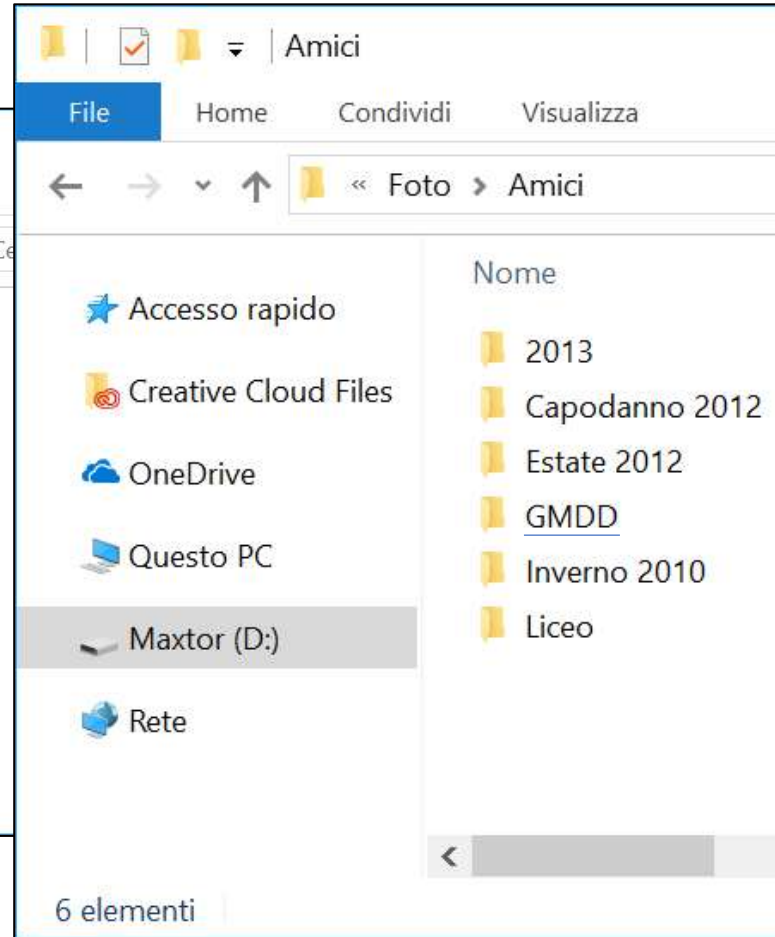 Amici
File Home Condividi Visualizza
« Foto > Amici
Nome
Accesso rapido
Creative Cloud Files
OneDrive
Questo PC
Maxtor (D:)
Rete
2013
Capodanno 2012
Estate 2012
GMDD
Inverno 2010
Liceo
6 elementi